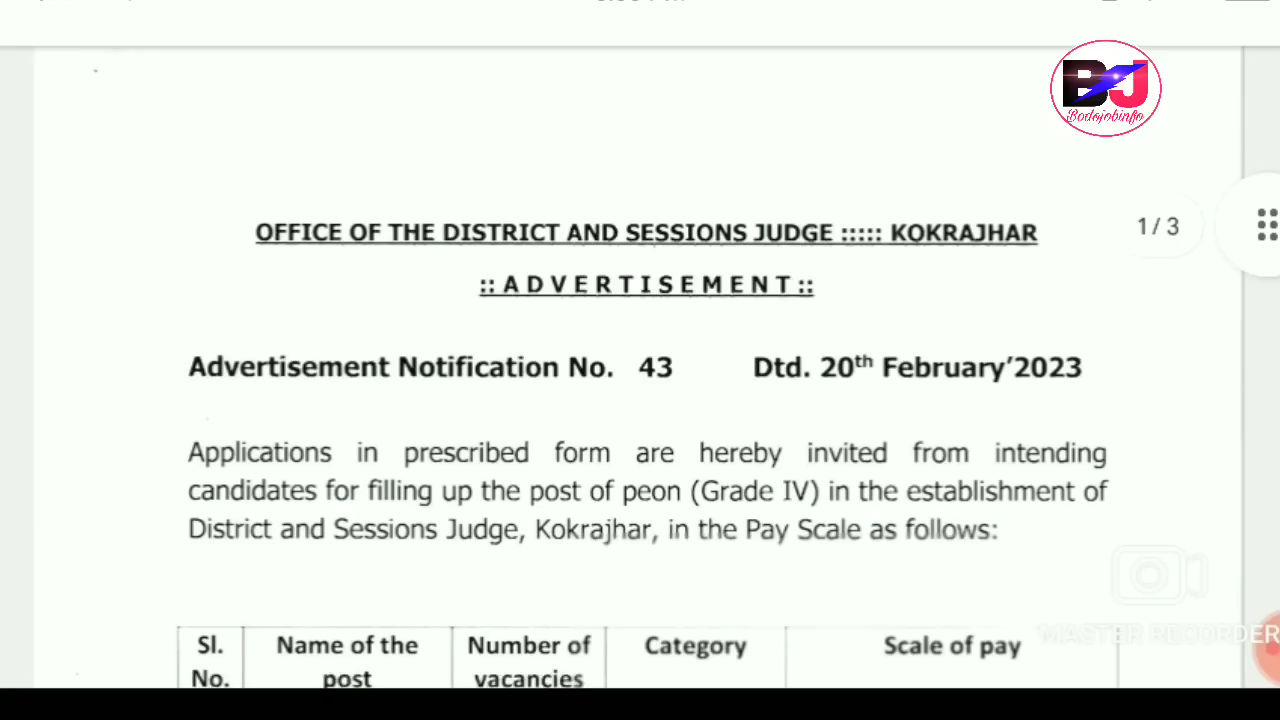 BJ
Bodojobinfo
OFFICE OF THE DISTRICT AND SESSIONS JUDGE ::::: KOKRAJHAR
1 / 3
:: A D V E R T I S E M E N T ::
Advertisement Notification No. 43 Dtd. 20th February'2023
Applications in prescribed form are hereby invited from intending
candidates for filling up the post of peon (Grade IV) in the establishment of
District and Sessions Judge, Kokrajhar, in the Pay Scale as follows:
MASTER RECORDER
Sl. No. Name of the post Number of vacancies Category Scale of pay